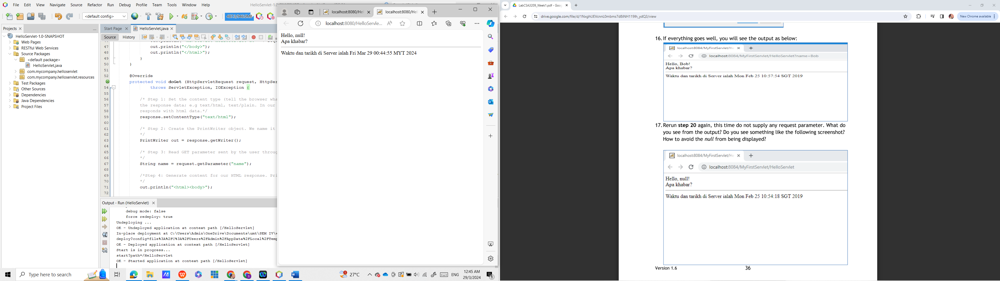 File Edit View Navigate Source Refactor Run Debug Profile Team Tools Window Help
<default config>
487.3/946.0MB
Projects
HelloServlet-1.0-SNAPSHOT
Web Pages
RESTful Web Services
Source Packages
<default package>
HelloServlet.java
com.mycompany.helloservlet
com.mycompany.helloservlet.resources
Test Packages
Other Sources
Dependencies
Java Dependencies
Project Files
Start Page HelloServlet.java
Source History
47 out.println("</body>");
48 out.println("</html>");
49 }
50 }
51
52 @Override
protected void doGet (HttpServletRequest request, HttpSer
54 throws ServletException, IOException {
55
56 /* Step 1: Set the content type (tell the browser wha
57 the response data; e.g text/html, text/plain. In our
58 responds with html data.*/
59 response.setContentType("text/html");
60
61 /* Step 2: Create the PrintWriter object. We name it
62 */
63 PrintWriter out = response.getWriter();
64
65 /* Step 3: Read GET parameter sent by the user throug
66 */
67 String name = request.getParameter("name");
68
69 /*Step 4: Generate content for our HTML response. Pri
70 */
71 out.println("<html><body>");
72
Output - Run (HelloServlet)
debug mode: false
force redeploy: true
Undeploying ...
OK - Undeployed application at context path [/HelloServlet]
In-place deployment at C:\Users\Admin\OneDrive\Documents\umt\SEM IV\w
deploy?config=file%3A%2FC%3A%2FUsers%2FAdmin%2FAppData%2FLocal%2FTemp
OK - Deployed application at context path [/HelloServlet]
Start is in progress...
start?path=/HelloServlet
OK - Started application at context path [/HelloServlet]
localhost:8080/Hel localhost:8080/Hel
localhost:8080/HelloServle...
Hello, null!
Apa khabar?
Waktu dan tarikh di Server ialah Fri Mar 29 00:44:55 MYT 2024
Type here to search
27°C
ENG
12:45 AM
29/3/2024
LabCSA3209_Week1.pdf - Goog
drive.google.com/file/d/1NxghUEVcnnL0mbms7d8iNH119Ih_ydQ3/view
New Chrome available
16. If everything goes well, you will see the output as below:
localhost:8084/MyFirstServlet/He
localhost:8084/MyFirstServlet/HelloServlet?name=Bob
Hello, Bob!
Apa khabar?
Waktu dan tarikh di Server ialah Mon Feb 25 10:57:54 SGT 2019
17. Rerun step 20 again, this time do not supply any request parameter. What do
you see from the output? Do you see something like the following screenshot?
How to avoid the null from being displayed?
localhost:8084/MyFirstServlet/He
localhost:8084/MyFirstServlet/HelloServlet
Hello, null!
Apa khabar?
Waktu dan tarikh di Server ialah Mon Feb 25 10:54:18 SGT 2019
Version 1.6
36